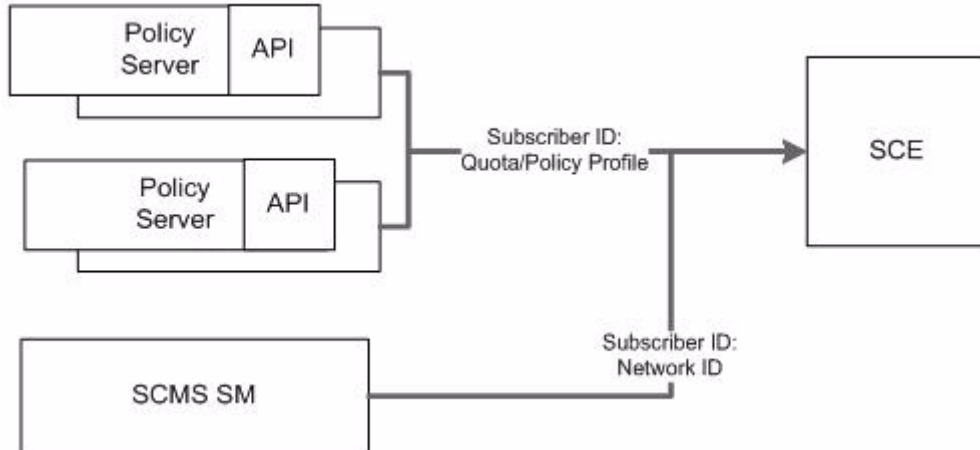 Policy
Server
API
Subscriber ID:
Quota/Policy Profile
SCE
Policy
Server
API
Subscriber ID:
Network ID
SCMS SM